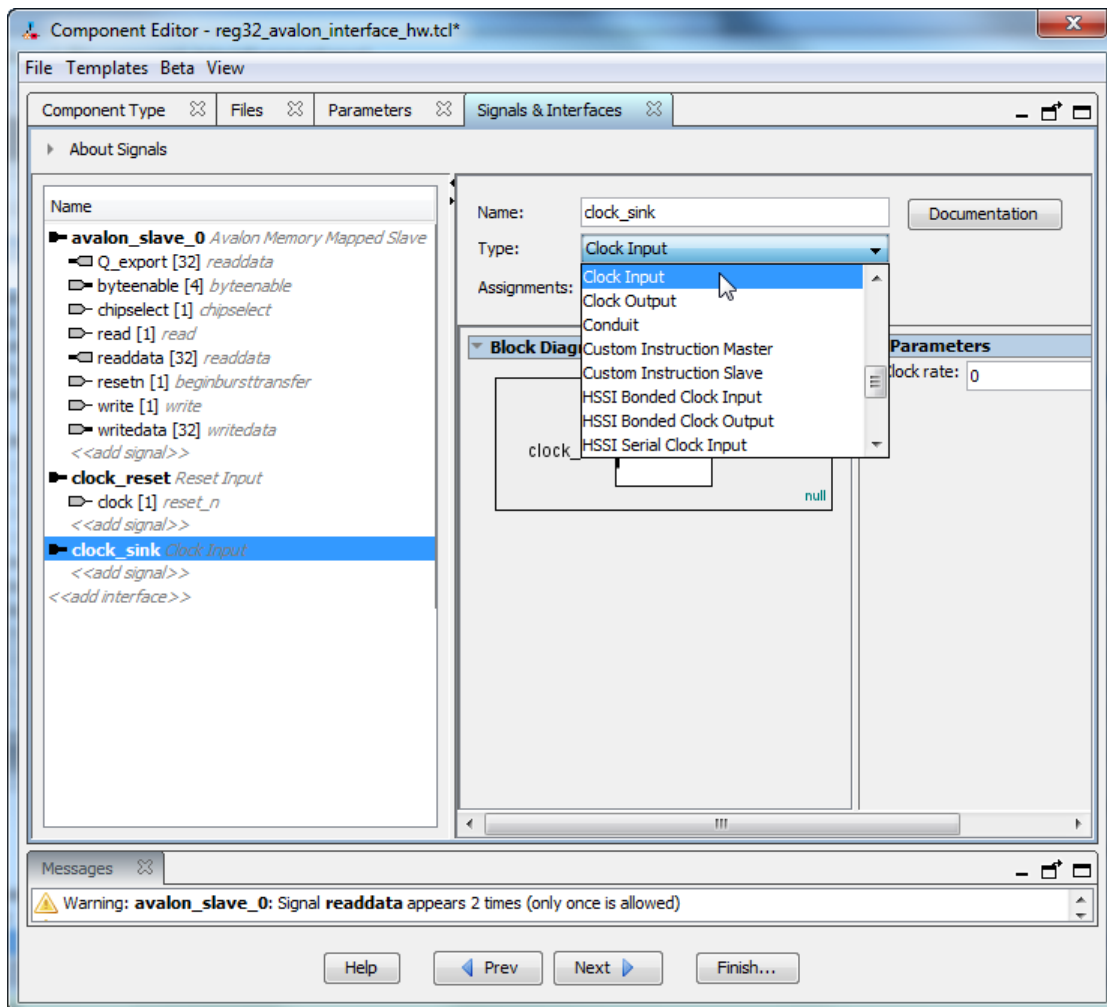 Component Editor - reg32_avalon_interface_hw.tcl*
File Templates Beta View
Component Type Files Parameters Signals & Interfaces
About Signals
Name
avalon_slave_0 Avalon Memory Mapped Slave
Q_export [32] readdata
byteenable [4] byteenable
chipselect [1] chipselect
read [1] read
readdata [32] readdata
resetn [1] beginbursttransfer
write [1] write
writedata [32] writedata
<<add signal>>
clock_reset Reset Input
clock [1] reset_n
<<add signal>>
clock_sink Clock Input
<<add signal>>
<<add interface>>
Name: clock_sink Documentation
Type: Clock Input
Assignments:
Clock Input
Clock Output
Conduit
Custom Instruction Master
Custom Instruction Slave
HSSI Bonded Clock Input
HSSI Bonded Clock Output
HSSI Serial Clock Input
Block Diag
clock_
null
Parameters
lock rate: 0
Messages
Warning: avalon_slave_0: Signal readdata appears 2 times (only once is allowed)
Help Prev Next Finish...